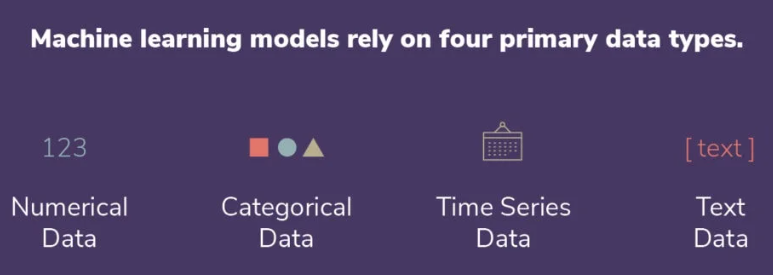 Machine learning models rely on four primary data types.
123
[text]
Numerical
Data
Categorical
Data
Time Series
Data
Text
Data